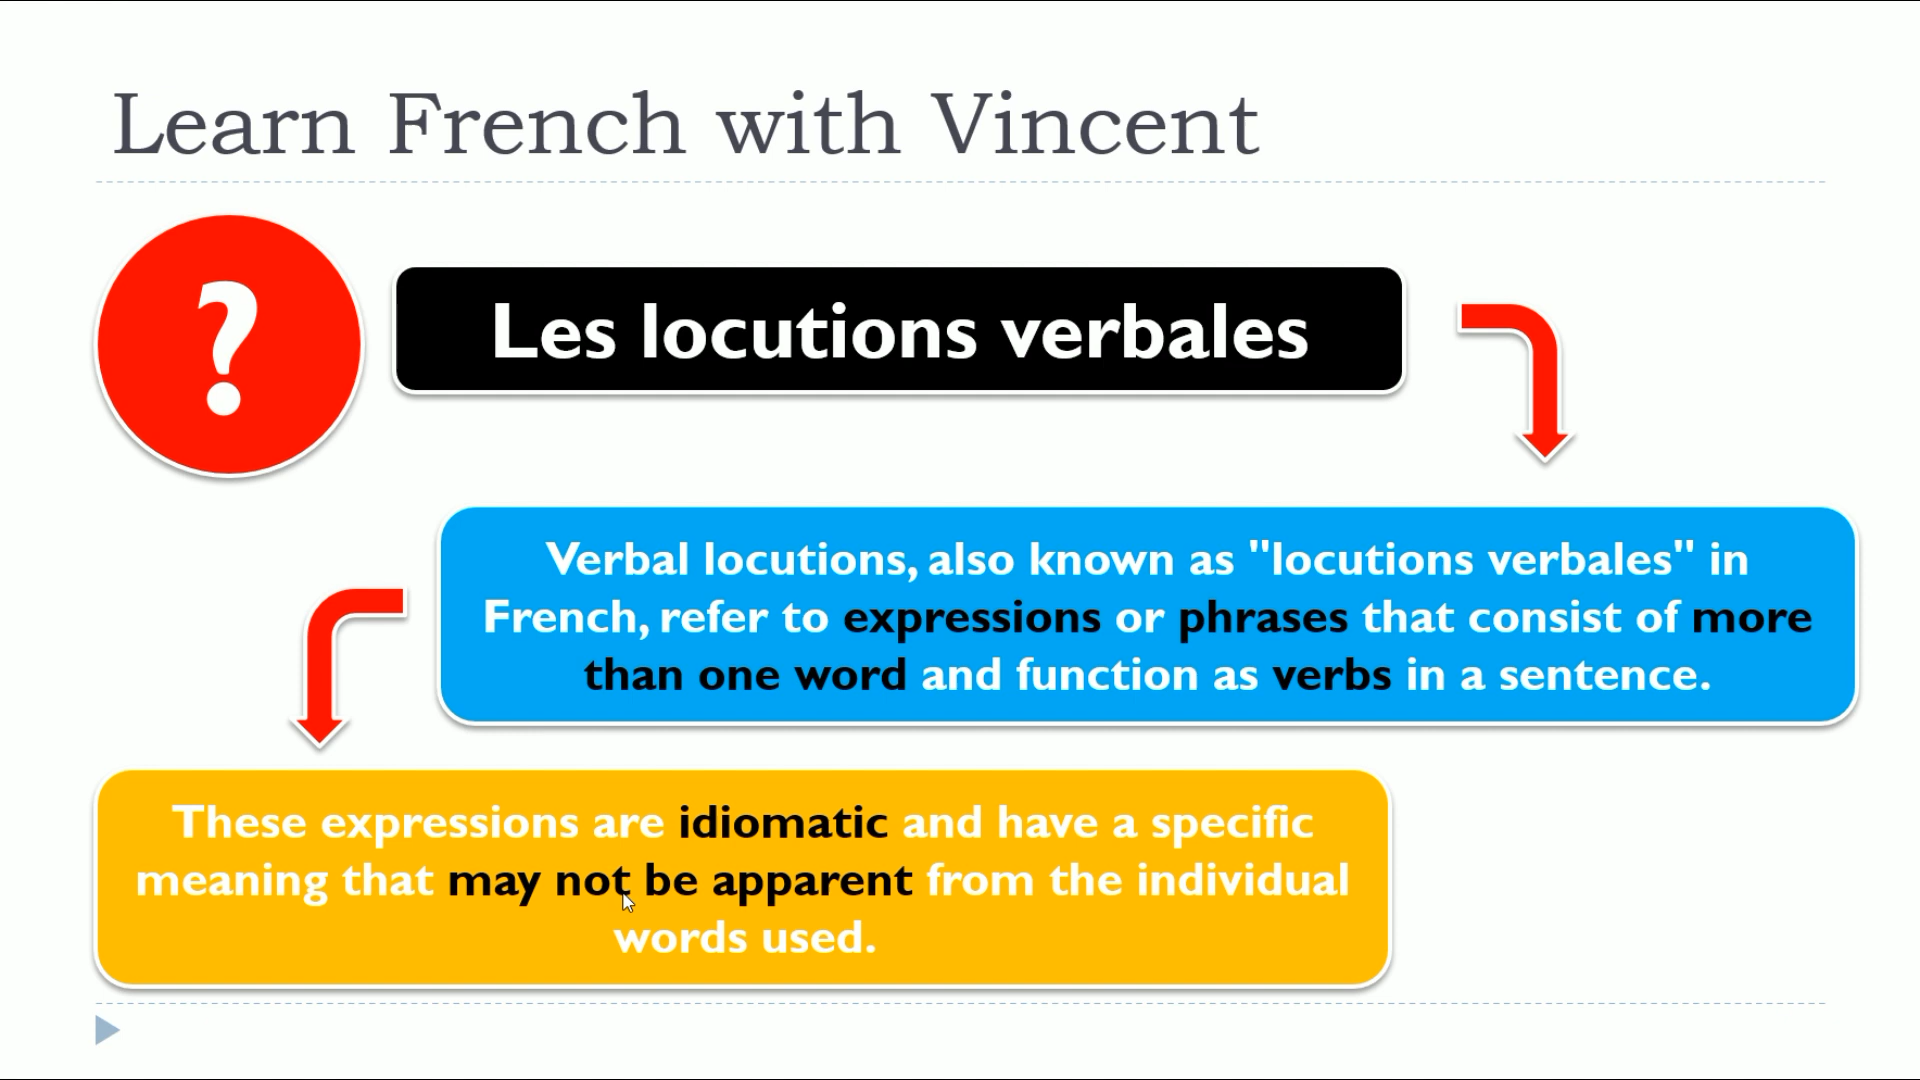 Learn French with Vincent
?
Les locutions verbales
Verbal locutions, also known as "locutions verbales" in
French, refer to expressions or phrases that consist of more
than one word and function as verbs in a sentence.
These expressions are idiomatic and have a specific
meaning that may not be apparent from the individual
words used.